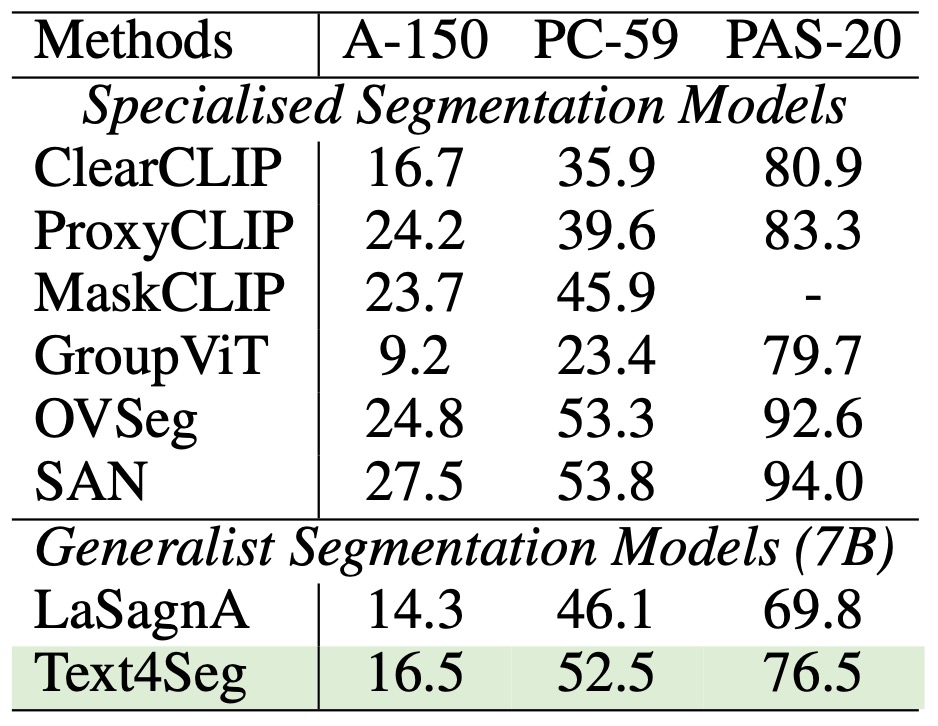 Methods A-150 PC-59 PAS-20
Specialised Segmentation Models
ClearCLIP 16.7 35.9 80.9
ProxyCLIP 24.2 39.6 83.3
MaskCLIP 23.7 45.9 -
GroupViT 9.2 23.4 79.7
OVSeg 24.8 53.3 92.6
SAN 27.5 53.8 94.0
Generalist Segmentation Models (7B)
LaSagnA 14.3 46.1 69.8
Text4Seg 16.5 52.5 76.5